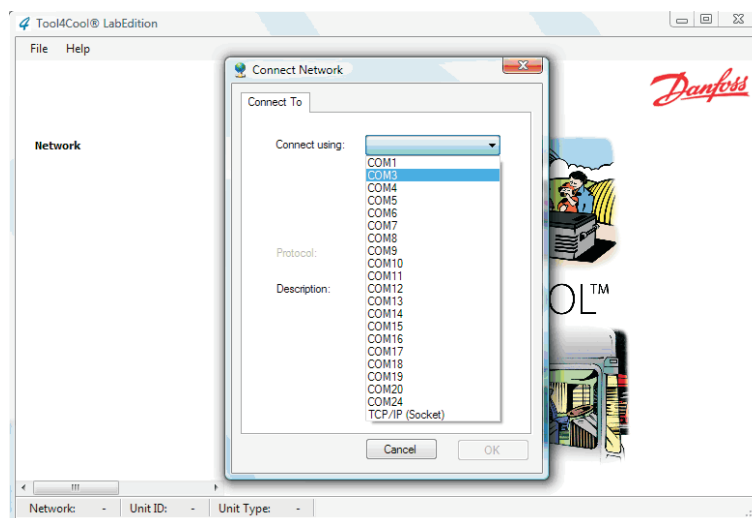 Tool4Cool® LabEdition
File Help
Danfoss
Network
Connect Network
Connect To
Connect using:
COM1
COM3
COM4
COM5
COM6
COM7
COM8
COM9
COM10
COM11
COM12
COM13
COM14
COM15
COM16
COM17
COM18
COM19
COM20
COM24
TCP/IP (Socket)
Protocol:
Description:
OOL™
Cancel OK
Network: - Unit ID: - Unit Type: -